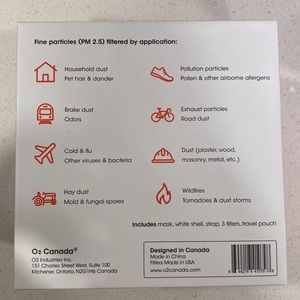 Fine particles (PM 2.5) filtered by application:
Household dust
Pet hair & dander
Pollution particles
Pollen & other airborne allergens
Brake dust
Odors
Exhaust particles
Road dust
Cold & flu
Other viruses & bacteria
Dust (plaster, wood,
masonry, metal, etc.)
Hay dust
Mold & fungal spores
Wildfires
Tornadoes & dust storms
Includes mask, white shell, strap, 3 filters, travel pouch
O2 Canada®
O2 Industries Inc.
151 Charles Street West, Suite 100
Kitchener, Ontario, N2G1H6 Canada
Designed in Canada
Made in China
Filters Made in USA
www.o2canada.com